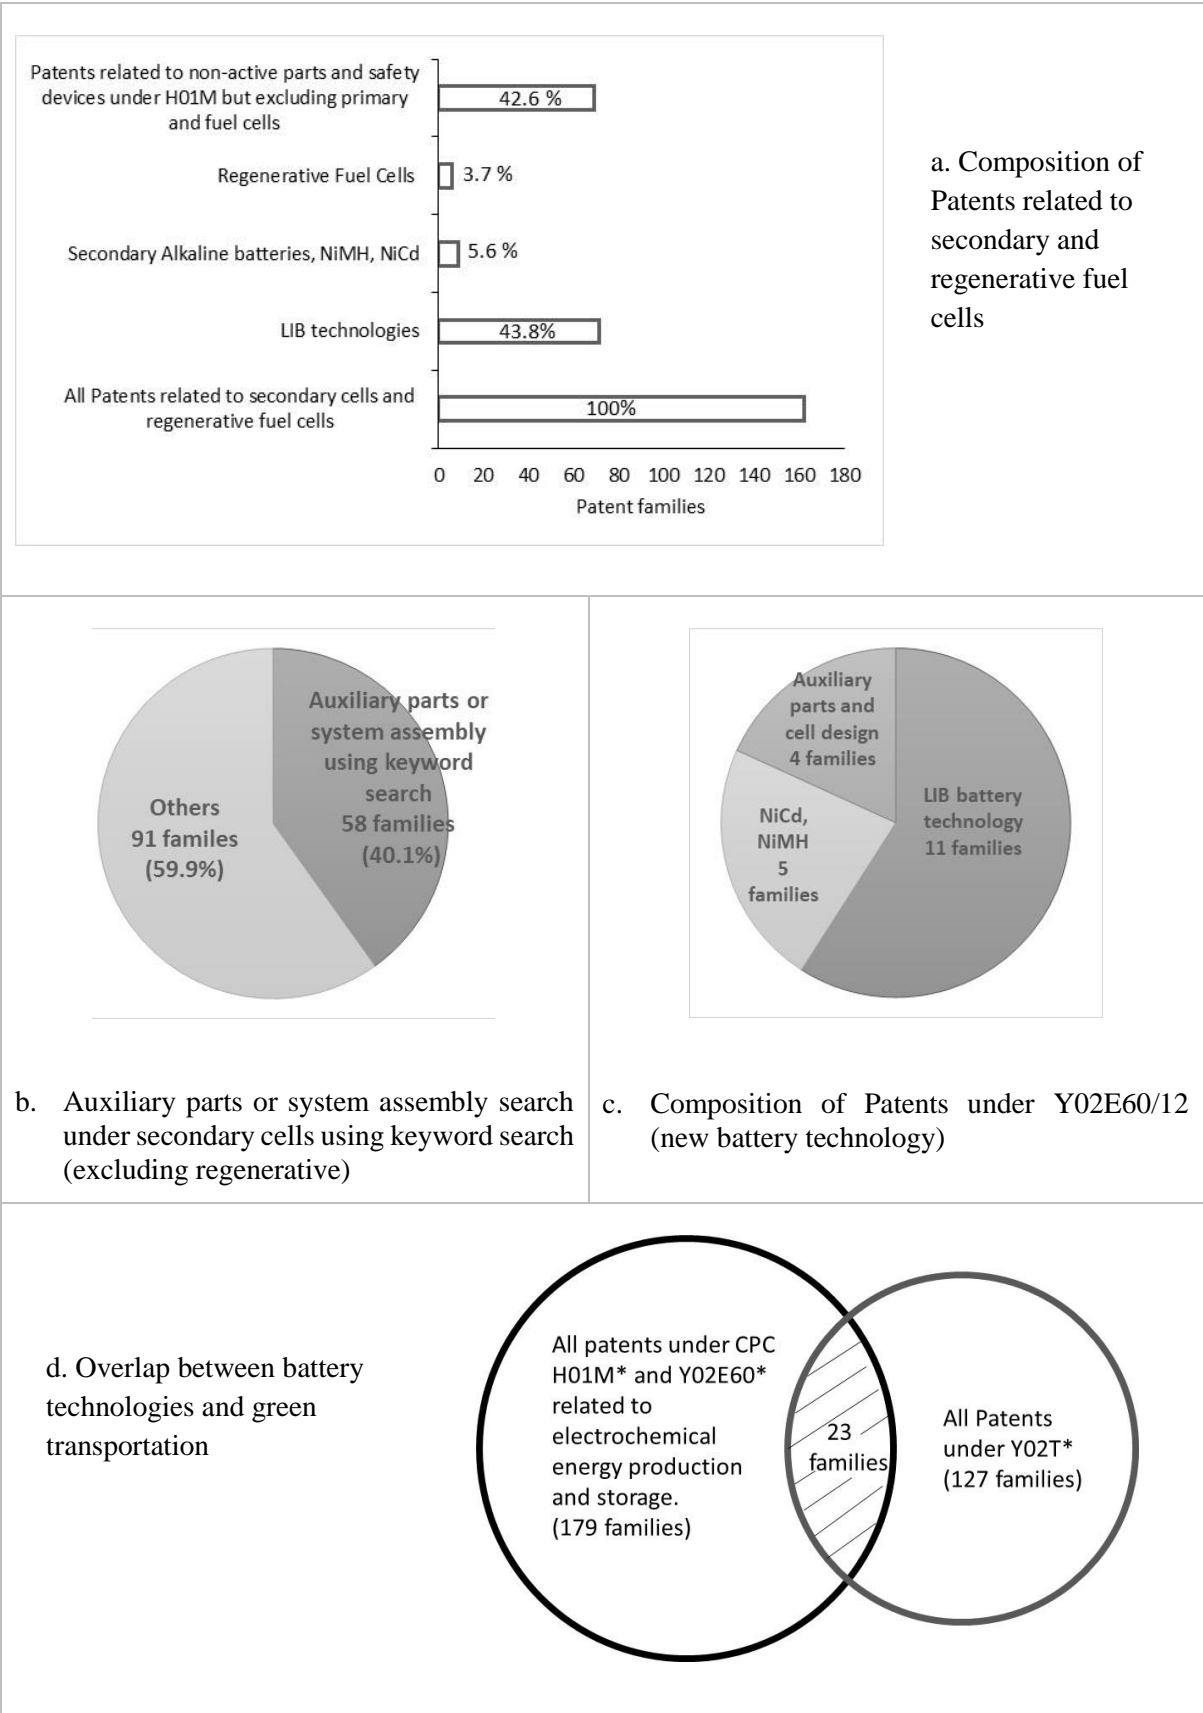 Patents related to non-active parts and safety
devices under H01M but excluding primary
and fuel cells
42.6 %
Regenerative Fuel Cells
3.7 %
Secondary Alkaline batteries, NiMH, NiCd
5.6 %
LIB technologies
43.8%
All Patents related to secondary cells and
regenerative fuel cells
100%
0 20 40 60 80 100 120 140 160 180
Patent families
a. Composition of
Patents related to
secondary and
regenerative fuel
cells
Auxiliary parts or
system assembly
using keyword
search
58 families
(40.1%)
Others
91 familes
(59.9%)
b. Auxiliary parts or system assembly search
under secondary cells using keyword search
(excluding regenerative)
Auxiliary
parts and
cell design
4 families
LIB battery
technology
11 families
NiCd,
NiMH
5
families
c. Composition of Patents under Y02E60/12
(new battery technology)
d. Overlap between battery
technologies and green
transportation
All patents under CPC
H01M* and Y02E60*
related to
electrochemical
energy production
and storage.
(179 families)
23
families
All Patents
under Y02T*
(127 families)